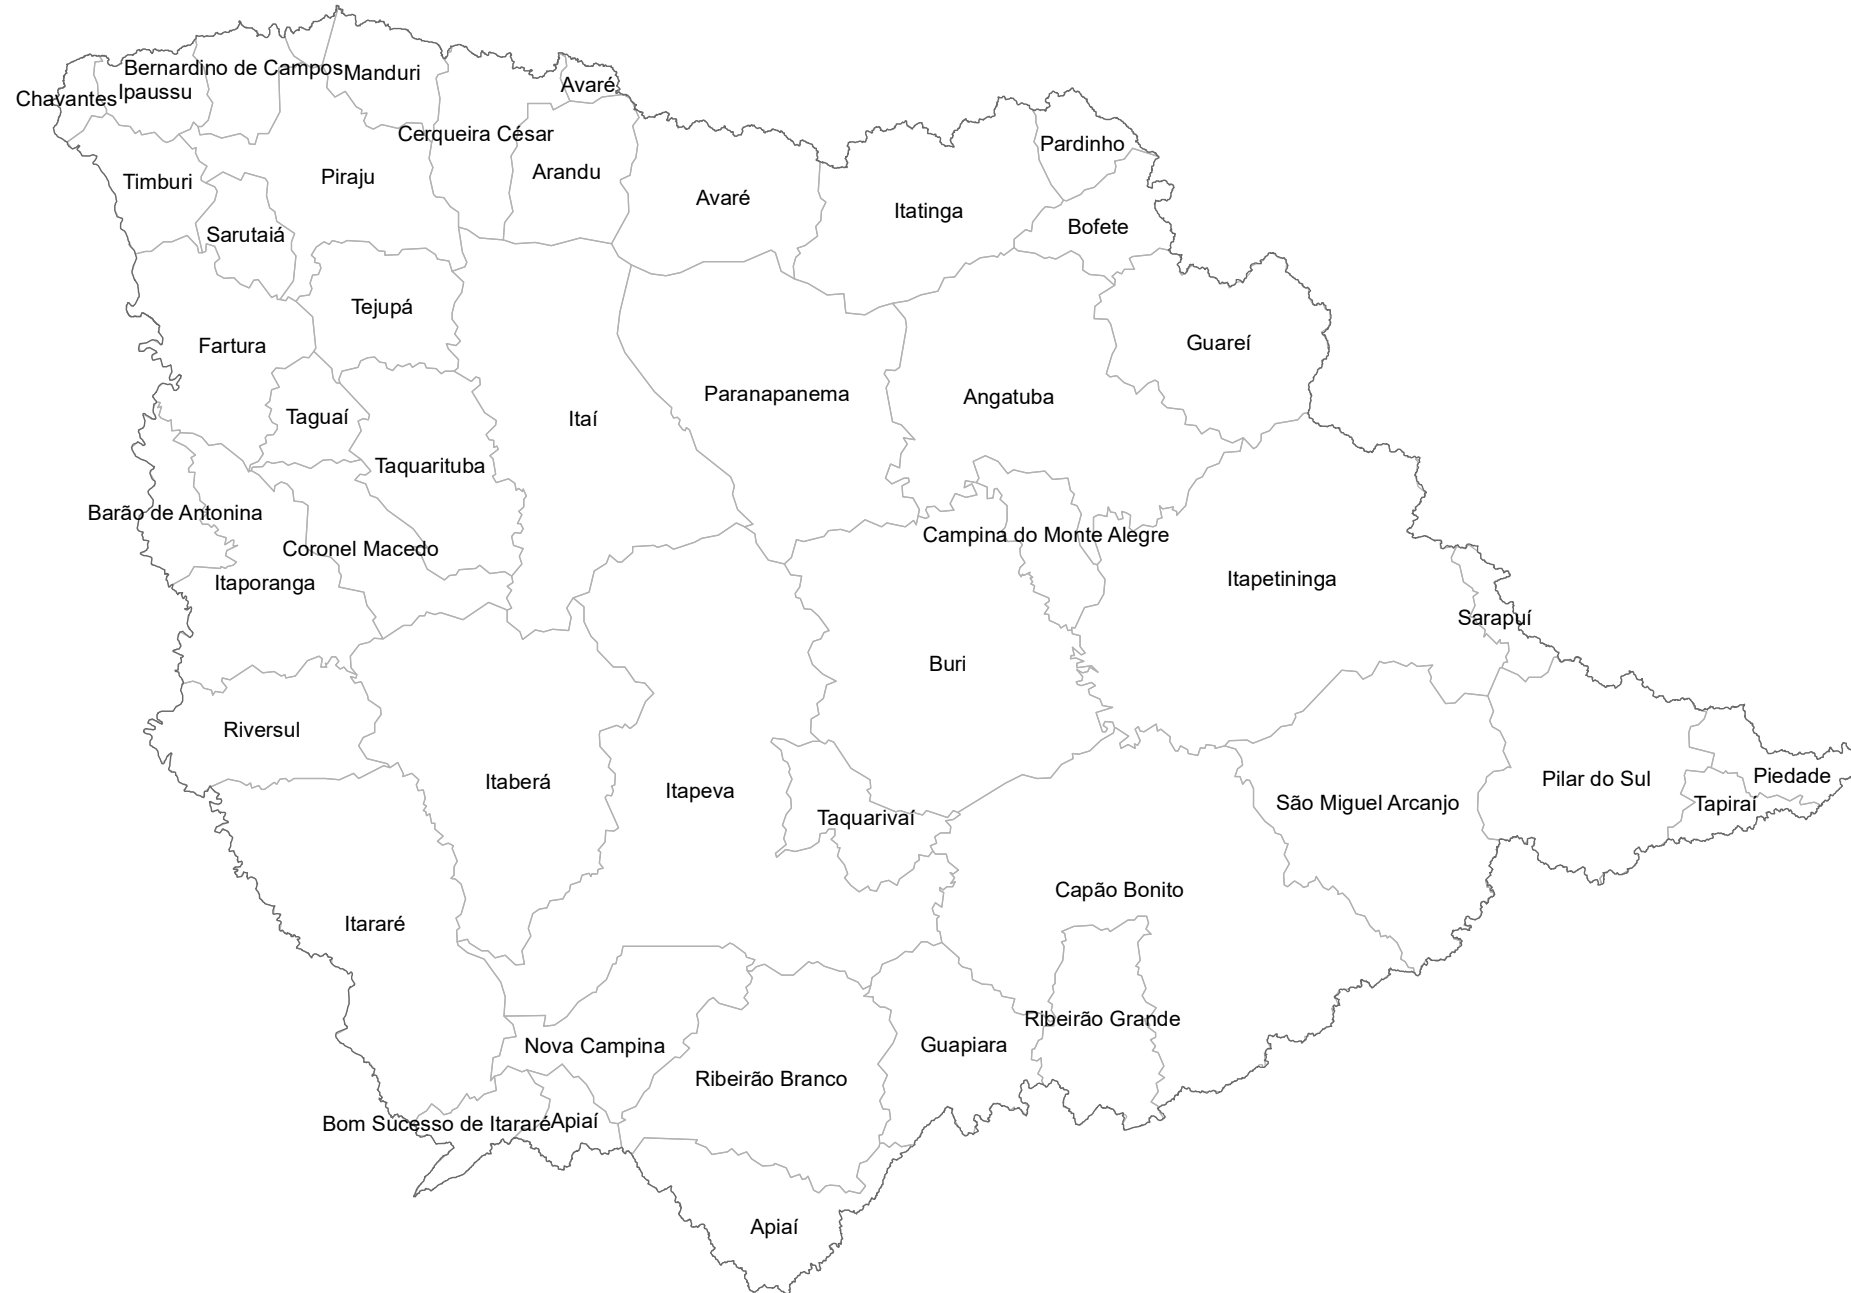 Bernardino de Campos
Manduri
Avaré
Ipaussu
Chavantes
Cerqueira César
Pardinho
Arandu
Piraju
Timburi
Avaré
Itatinga
Bofete
Sarutaiá
Tejupá
Guareí
Fartura
Paranapanema
Angatuba
Taguaí
Itaí
Taquarituba
Barão de Antonina
Campina do Monte Alegre
Coronel Macedo
Itapetininga
Itaporanga
Sarapuí
Buri
Riversul
Piedade
Pilar do Sul
Itaberá
Itapeva
São Miguel Arcanjo
Tapiraí
Taquarivaí
Capão Bonito
Itararé
Ribeirão Grande
Guapiara
Nova Campina
Ribeirão Branco
Apiaí
Bom Sucesso de Itararé
Apiaí